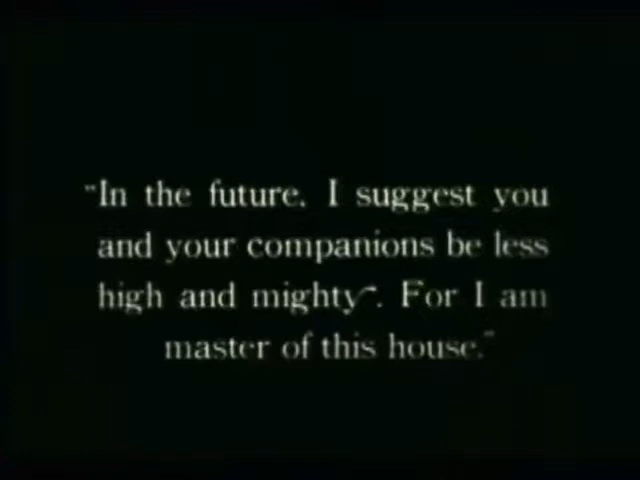 "In the future, I suggest you
and your companions be less
high and mighty. For I am
master of this house."